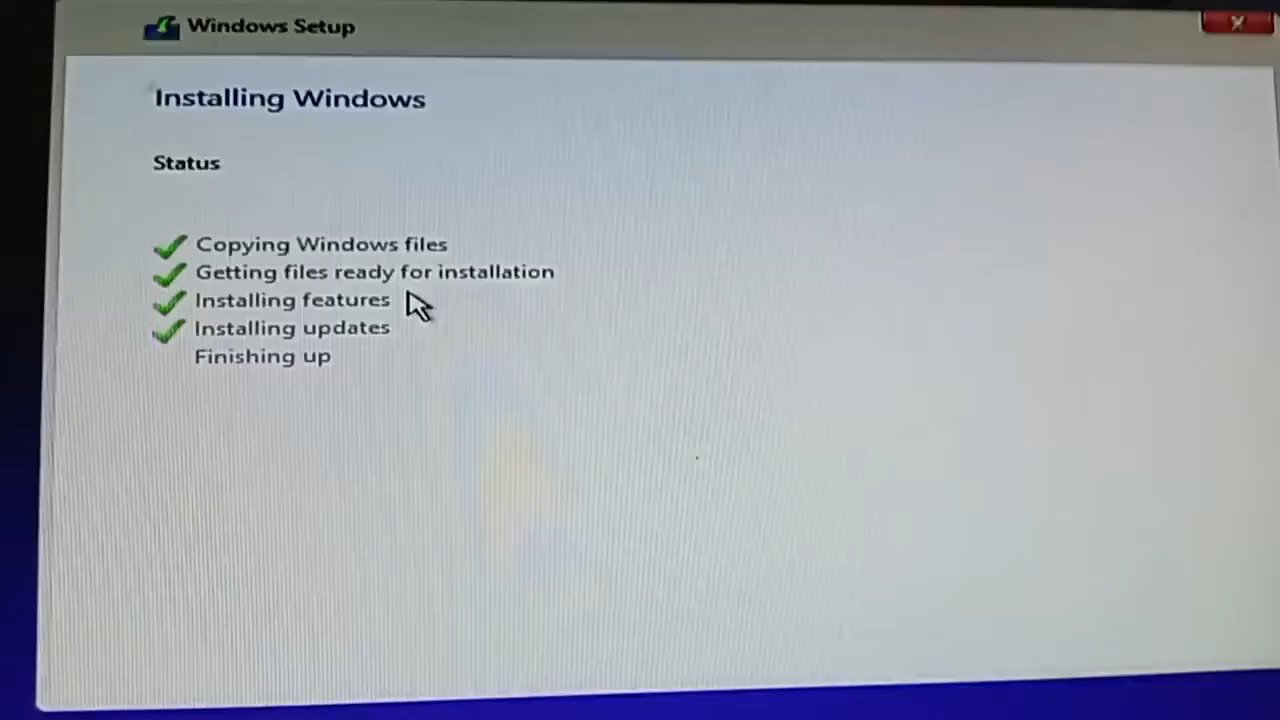 Windows Setup
Installing Windows
Status
Copying Windows files
Getting files ready for installation
Installing features
Installing updates
Finishing up